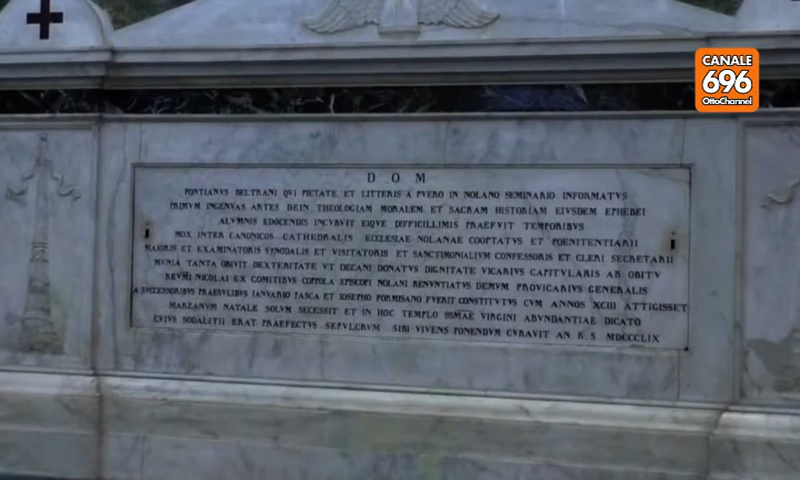 CANALE
696
OttoChannel
D O M
PONTIANVS BELTRANI QVI PIETATE ET LITTERIS A PVERO IN NOLANO SEMINARIO INFORMATVS
PRIMVM INGENVAS ARTES DEIN THEOLOGIAM MORALEM ET SACRAM HISTORIAM EIVSDEM EPHEBEI
ALVMNIS EDOCENDIS INCVBVIT EIQVE DIFFICILLIMIS PRAEFVIT TEMPORIBVS
MOX INTER CANONICOS CATHEDRALIS ECCLESIAE NOLANAE COOPTATVS ET POENITENTIARII
MAIORIS ET EXAMINATORIS SYNODALIS ET VISITATORIS ET SANCTIMONIALIVM CONFESSORIS ET CLERI SECRETARII
MVNIA TANTA OBIVIT DEXTERITATE VT DECANI DONATVS DIGNITATE VICARIVS CAPITVLARIS AB OBITV
REVMI NICOLAI EX COMITIBVS COPPOLA EPISCOPI NOLANI RENVNTIATVS DEMVM PROVICARIVS GENERALIS
A SVCCESSORIBVS PRAESVLIBVS IANVARIO PASCA ET IOSEPHO FORMISANO FVERIT CONSTITVTVS CVM ANNOS XCIII ATTIGISSET
MARZANVM NATALE SOLVM SECESSIT ET IN HOC TEMPLO SSMAE VIRGINI ABVNDANTIAE DICATO
CVIVS SODALITII ERAT PRAEFECTVS SEPVLCRVM SIBI VIVENS PONENDVM CVRAVIT AN R S MDCCCLIX